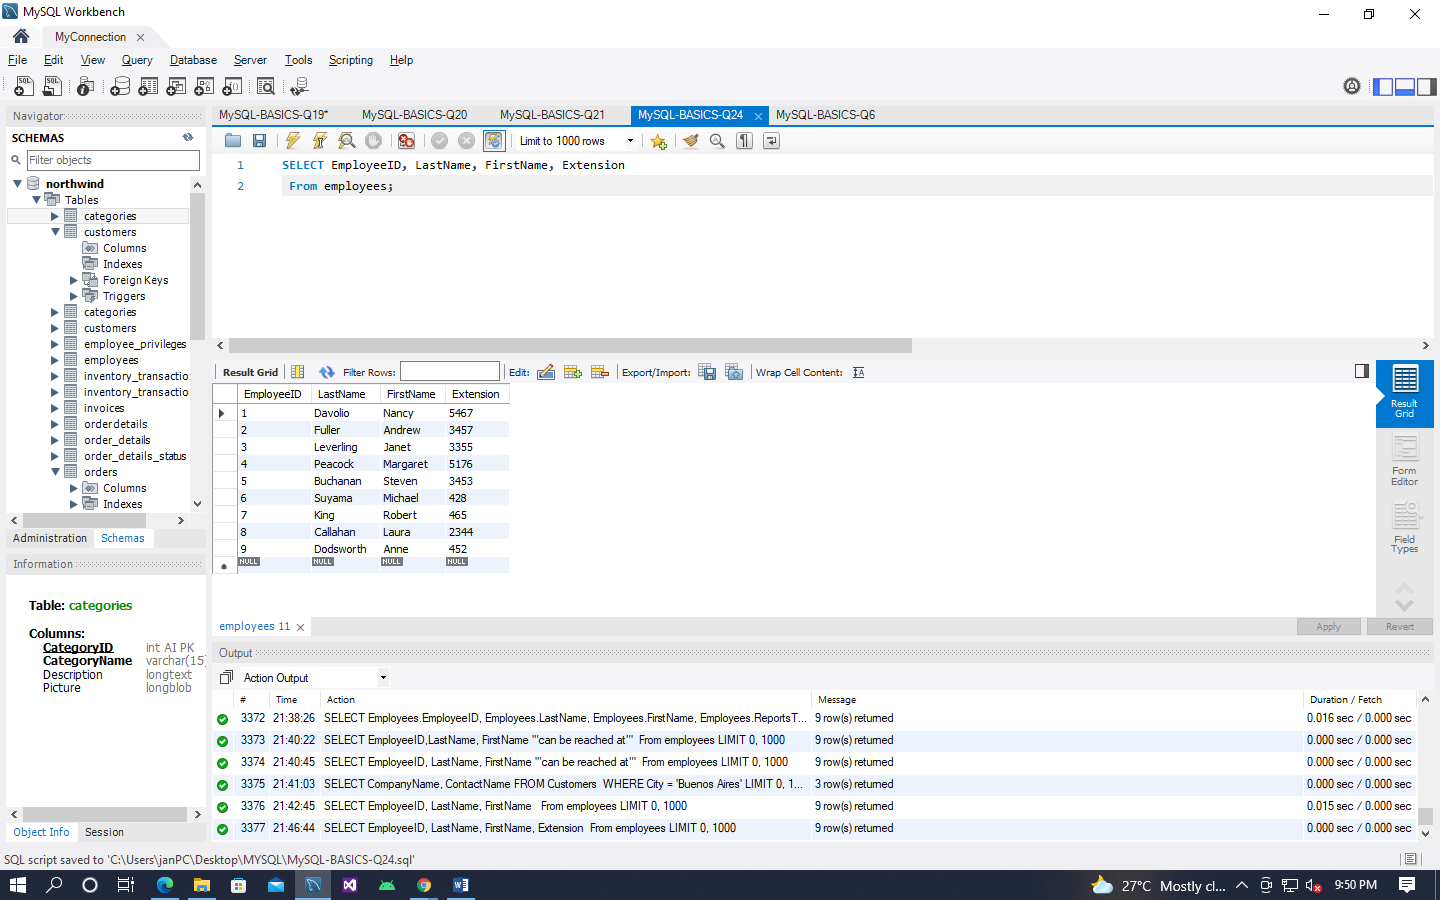 MySQL Workbench
MyConnection
File Edit View Query Database Server Tools Scripting Help
Navigator
SCHEMAS
Filter objects
northwind
Tables
categories
customers
Columns
Indexes
Foreign Keys
Triggers
categories
customers
employee_privileges
employees
inventory_transactio
inventory_transactio
invoices
orderdetails
order_details
order_details_status
orders
Columns
Indexes
Administration Schemas
Information
Table: categories
Columns:
CategoryID int AI PK
CategoryName varchar(15)
Description longtext
Picture longblob
Object Info Session
MySQL-BASICS-Q19* MySQL-BASICS-Q20 MySQL-BASICS-Q21 MySQL-BASICS-Q24 MySQL-BASICS-Q6
Limit to 1000 rows
1 SELECT EmployeeID, LastName, FirstName, Extension
2 From employees;
Result Grid Filter Rows: Edit: Export/Import: Wrap Cell Content:
EmployeeID LastName FirstName Extension
1 Davolio Nancy 5467
2 Fuller Andrew 3457
3 Leverling Janet 3355
4 Peacock Margaret 5176
5 Buchanan Steven 3453
6 Suyama Michael 428
7 King Robert 465
8 Callahan Laura 2344
9 Dodsworth Anne 452
NULL NULL NULL NULL
Result
Grid
Form
Editor
Field
Types
employees 11
Apply Revert
Output
Action Output
# Time Action Message Duration / Fetch
3372 21:38:26 SELECT Employees.EmployeeID, Employees.LastName, Employees.FirstName, Employees.ReportsT... 9 row(s) returned 0.016 sec / 0.000 sec
3373 21:40:22 SELECT EmployeeID,LastName, FirstName "'can be reached at'" From employees LIMIT 0, 1000 9 row(s) returned 0.000 sec / 0.000 sec
3374 21:40:45 SELECT EmployeeID, LastName, FirstName "'can be reached at'" From employees LIMIT 0, 1000 9 row(s) returned 0.000 sec / 0.000 sec
3375 21:41:03 SELECT CompanyName, ContactName FROM Customers WHERE City = 'Buenos Aires' LIMIT 0, 1... 3 row(s) returned 0.000 sec / 0.000 sec
3376 21:42:45 SELECT EmployeeID, LastName, FirstName From employees LIMIT 0, 1000 9 row(s) returned 0.015 sec / 0.000 sec
3377 21:46:44 SELECT EmployeeID, LastName, FirstName, Extension From employees LIMIT 0, 1000 9 row(s) returned 0.000 sec / 0.000 sec
SQL script saved to 'C:\Users\janPC\Desktop\MYSQL\MySQL-BASICS-Q24.sql'
27°C Mostly cl... 9:50 PM